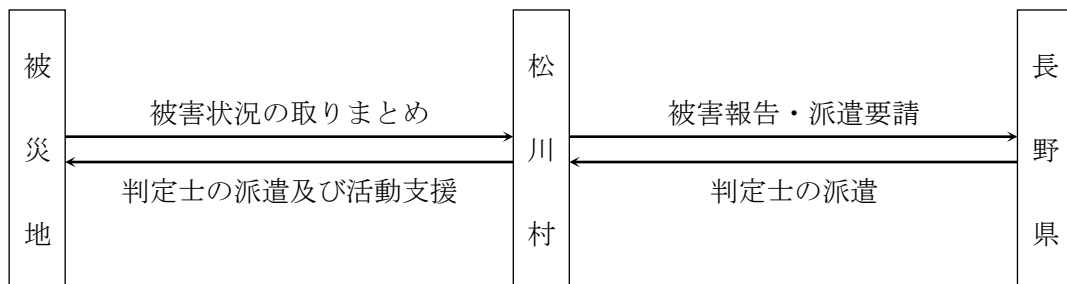 被災地
被害状況の取りまとめ
判定士の派遣及び活動支援
松川村
被害報告・派遣要請
判定士の派遣
長野県